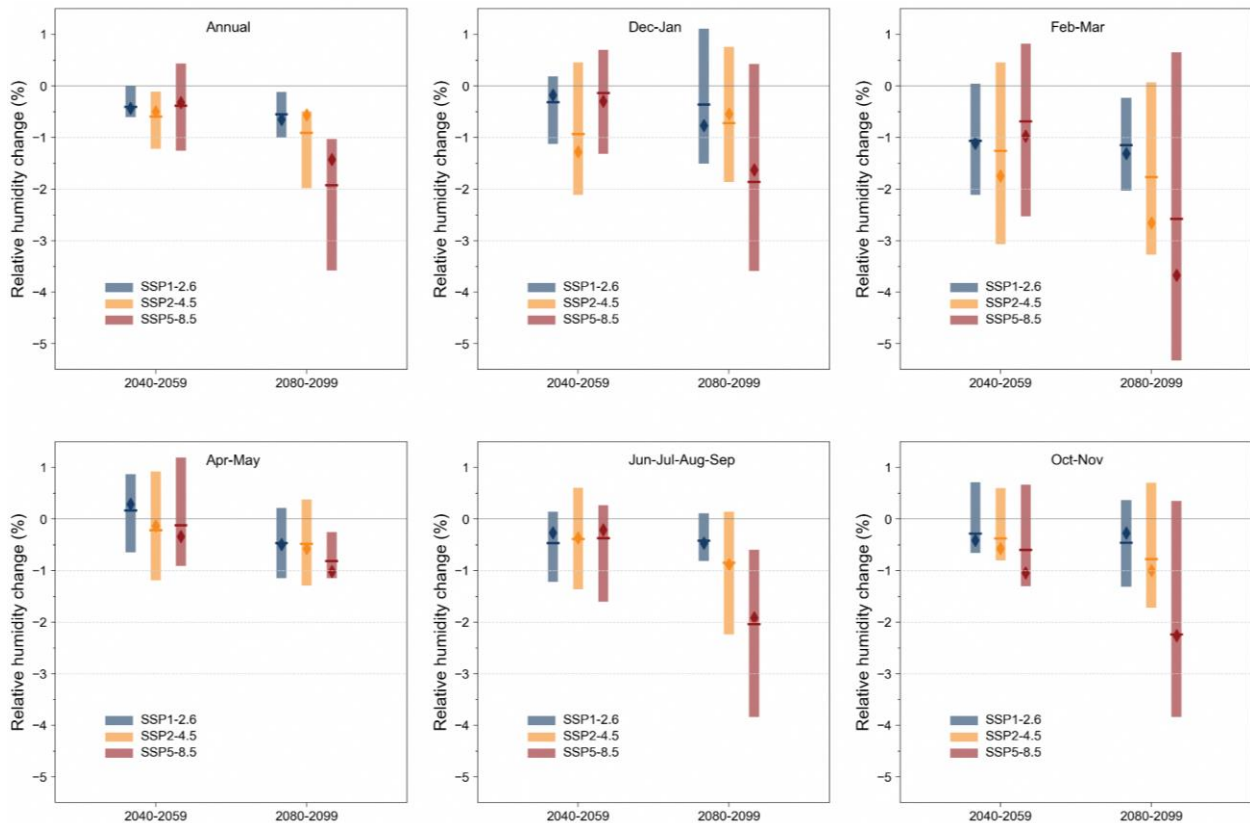 Annual
Relative humidity change (%)
1
0
−1
−2
−3
−4
−5
SSP1-2.6
SSP2-4.5
SSP5-8.5
2040-2059
2080-2099
Dec-Jan
Relative humidity change (%)
1
0
−1
−2
−3
−4
−5
SSP1-2.6
SSP2-4.5
SSP5-8.5
2040-2059
2080-2099
Feb-Mar
Relative humidity change (%)
1
0
−1
−2
−3
−4
−5
SSP1-2.6
SSP2-4.5
SSP5-8.5
2040-2059
2080-2099
Apr-May
Relative humidity change (%)
1
0
−1
−2
−3
−4
−5
SSP1-2.6
SSP2-4.5
SSP5-8.5
2040-2059
2080-2099
Jun-Jul-Aug-Sep
Relative humidity change (%)
1
0
−1
−2
−3
−4
−5
SSP1-2.6
SSP2-4.5
SSP5-8.5
2040-2059
2080-2099
Oct-Nov
Relative humidity change (%)
1
0
−1
−2
−3
−4
−5
SSP1-2.6
SSP2-4.5
SSP5-8.5
2040-2059
2080-2099